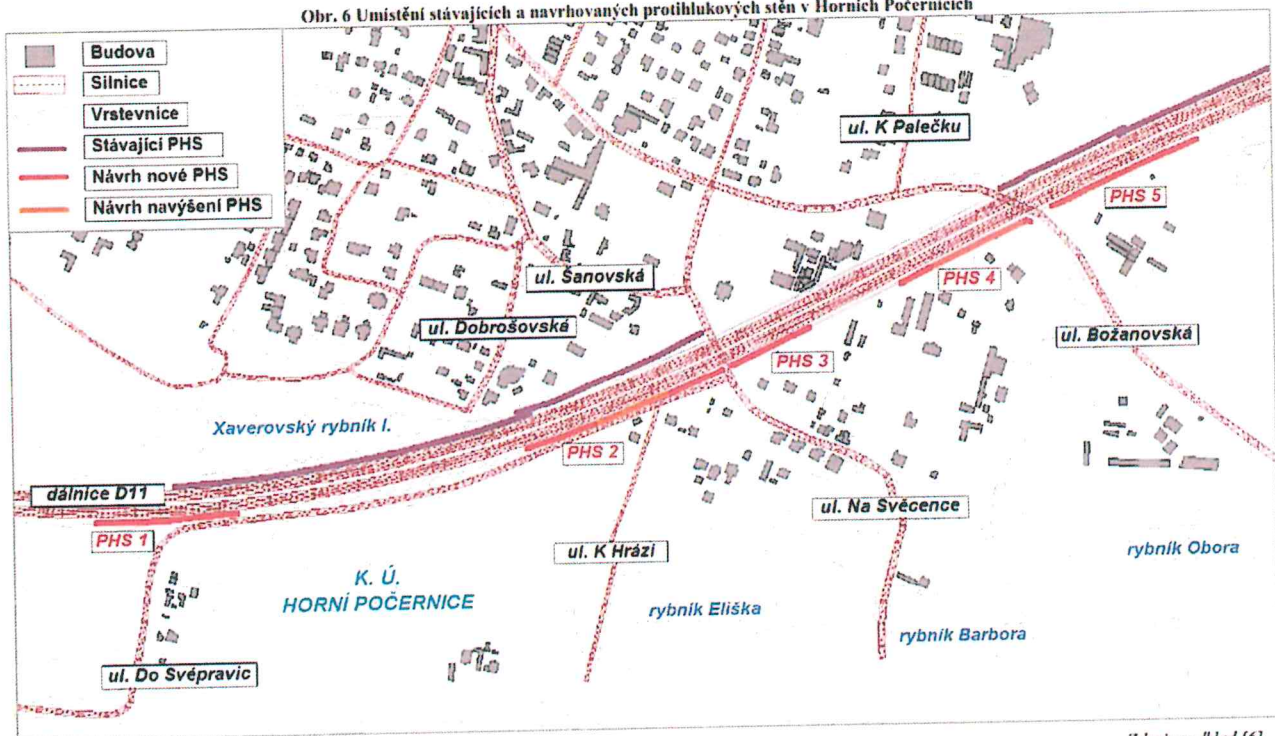 Obr. 6 Umístění stávajících a navrhovaných protihlukových stěn v Horních Počernicích
Budova
Silnice
Vrstevnice
Stávající PHS
Návrh nové PHS
Návrh navýšení PHS
ul. K Palečku
PHS 5
ul. Šanovská
PHS 4
ul. Dobrošovská
ul. Božanovská
PHS 3
Xaverovský rybník I.
PHS 2
dálnice D11
ul. Na Svěcence
PHS 1
ul. K Hrázi
rybník Obora
K. Ú.
HORNÍ POČERNICE
rybník Eliška
rybník Barbora
ul. Do Svépravic